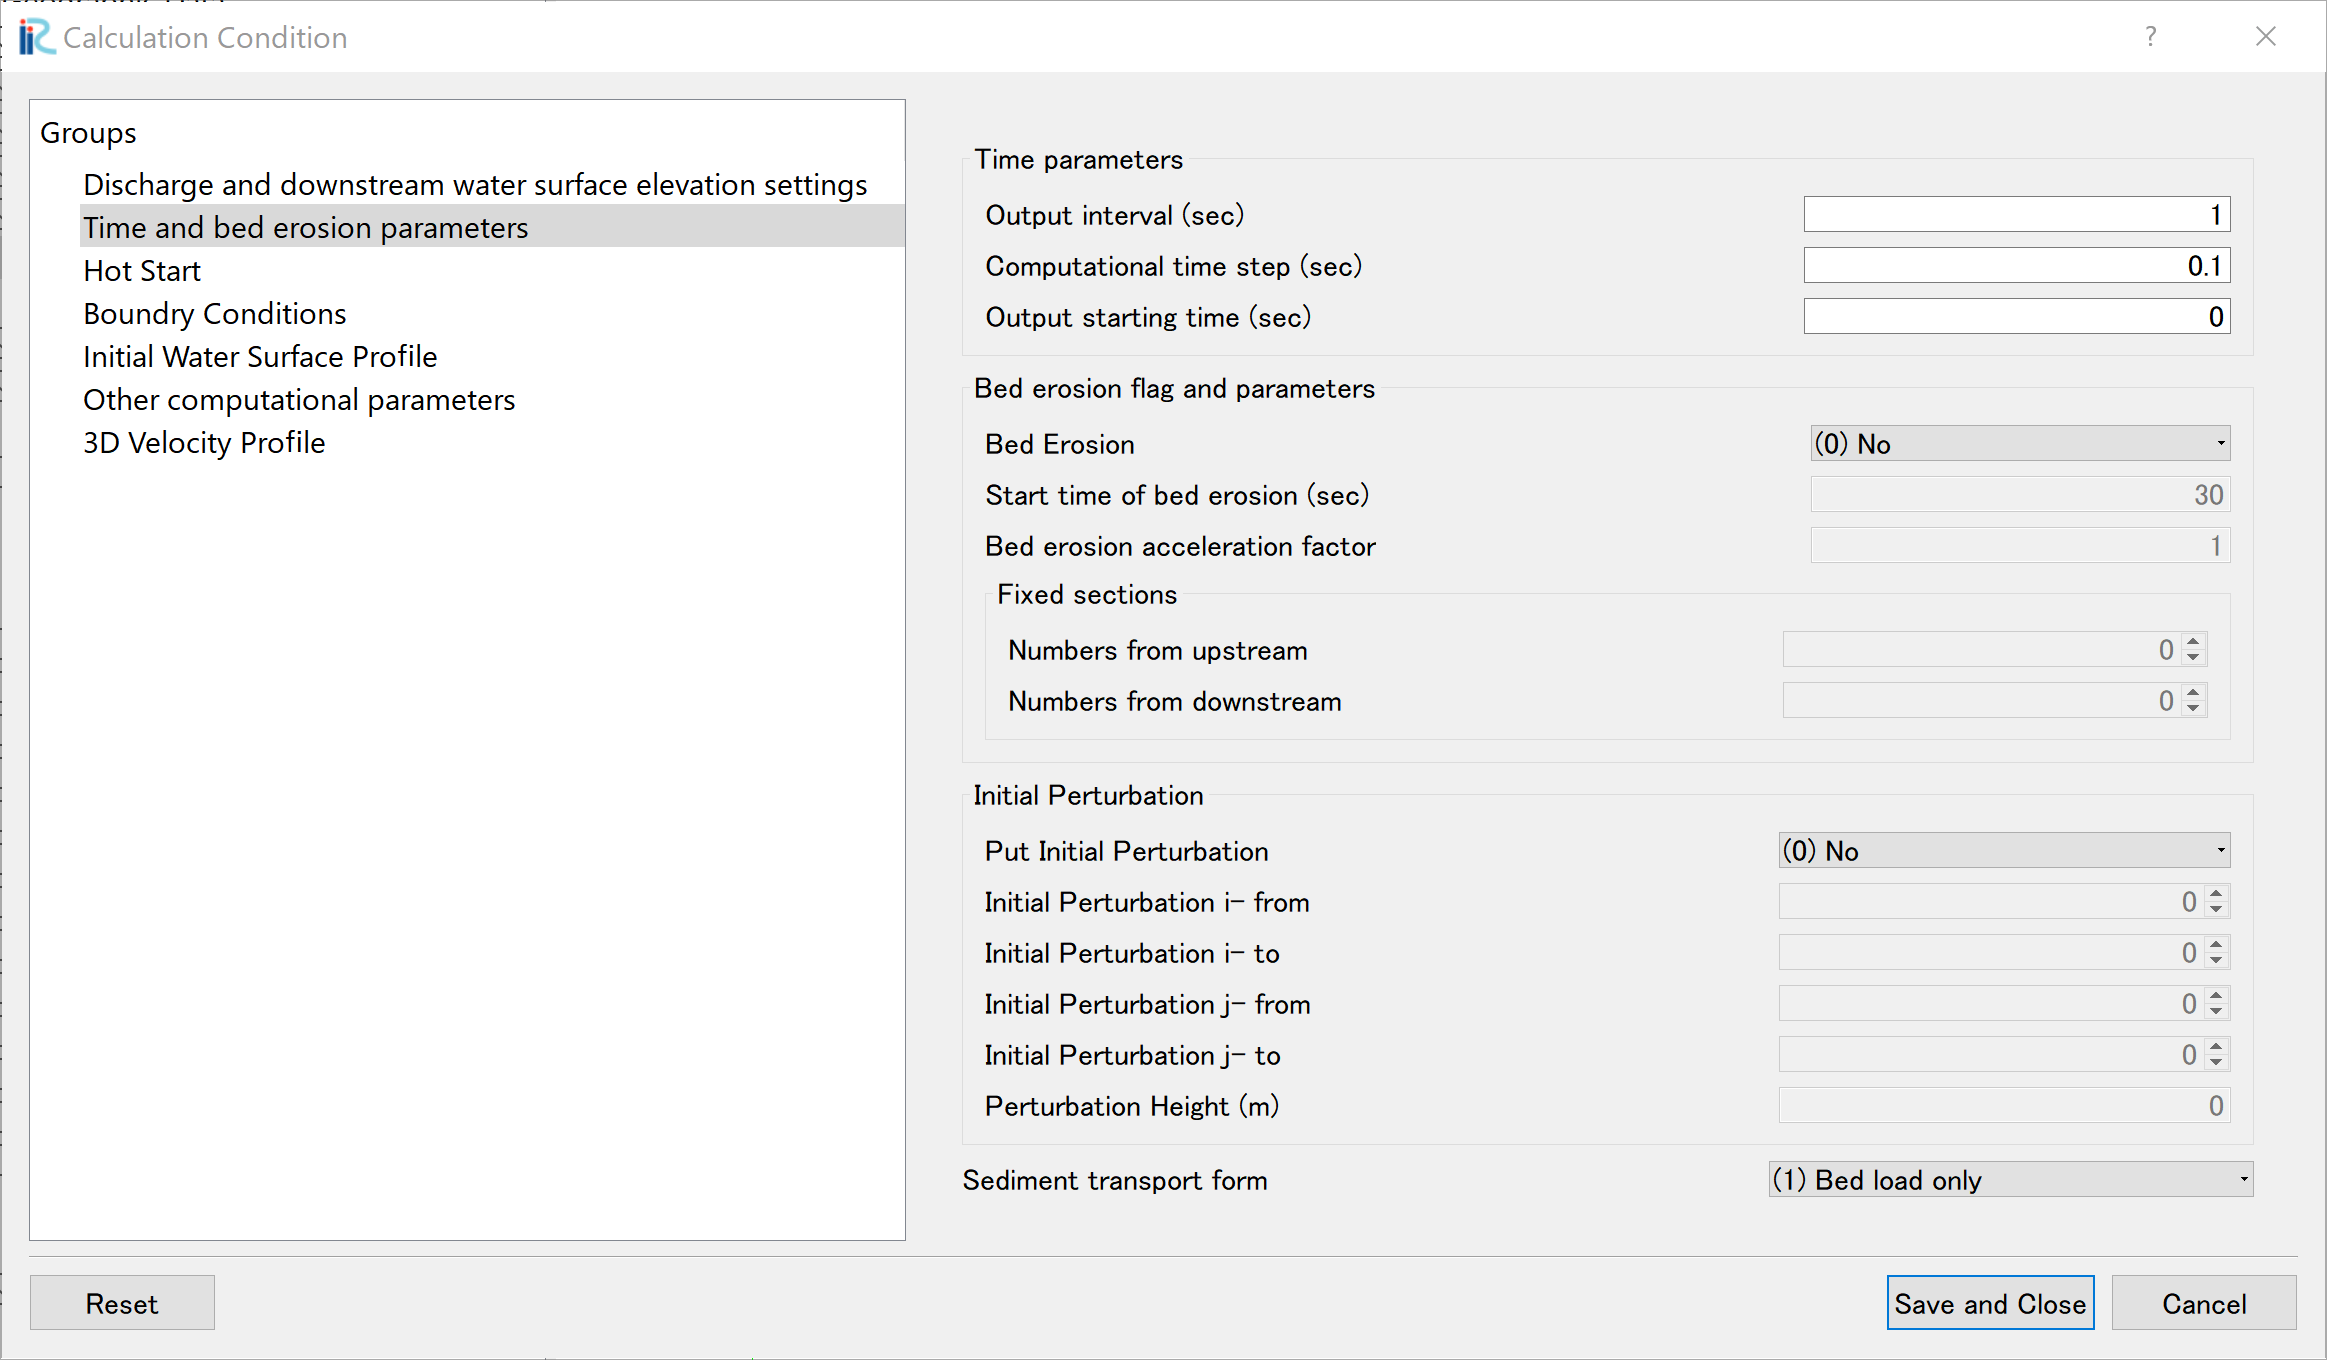 Calculation Condition
?
Groups
Discharge and downstream water surface elevation settings
Time and bed erosion parameters
Hot Start
Boundry Conditions
Initial Water Surface Profile
Other computational parameters
3D Velocity Profile
Time parameters
Output interval (sec) 1
Computational time step (sec) 0.1
Output starting time (sec) 0
Bed erosion flag and parameters
Bed Erosion (0) No
Start time of bed erosion (sec) 30
Bed erosion acceleration factor 1
Fixed sections
Numbers from upstream 0
Numbers from downstream 0
Initial Perturbation
Put Initial Perturbation (0) No
Initial Perturbation i- from 0
Initial Perturbation i- to 0
Initial Perturbation j- from 0
Initial Perturbation j- to 0
Perturbation Height (m) 0
Sediment transport form (1) Bed load only
Reset Save and Close Cancel